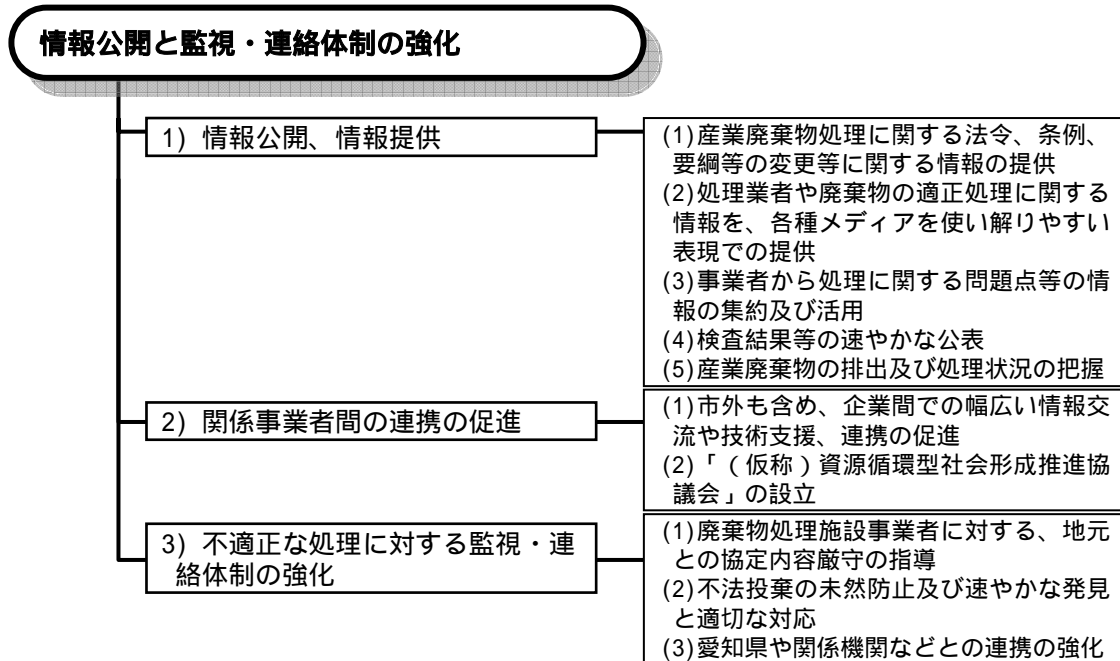 情報公開と監視・連絡体制の強化
1) 情報公開、情報提供
(1)産業廃棄物処理に関する法令、条例、
要綱等の変更等に関する情報の提供
(2)処理業者や廃棄物の適正処理に関する
情報を、各種メディアを使い解りやすい
表現での提供
(3)事業者から処理に関する問題点等の情
報の集約及び活用
(4)検査結果等の速やかな公表
(5)産業廃棄物の排出及び処理状況の把握
2) 関係事業者間の連携の促進
(1)市外も含め、企業間での幅広い情報交
流や技術支援、連携の促進
(2)「（仮称）資源循環型社会形成推進協
議会」の設立
3) 不適正な処理に対する監視・連
絡体制の強化
(1)廃棄物処理施設事業者に対する、地元
との協定内容厳守の指導
(2)不法投棄の未然防止及び速やかな発見
と適切な対応
(3)愛知県や関係機関などとの連携の強化